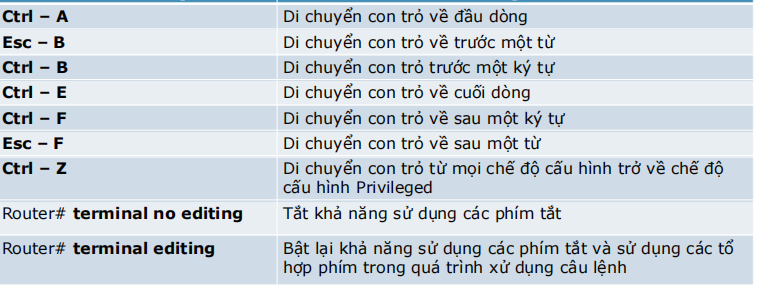 Ctrl – A Di chuyển con trỏ về đầu dòng
Esc – B Di chuyển con trỏ về trước một từ
Ctrl – B Di chuyển con trỏ trước một ký tự
Ctrl – E Di chuyển con trỏ về cuối dòng
Ctrl – F Di chuyển con trỏ về sau một ký tự
Esc – F Di chuyển con trỏ về sau một từ
Ctrl – Z Di chuyển con trỏ từ mọi chế độ cấu hình trở về chế độ
cấu hình Privileged
Router# terminal no editing Tắt khả năng sử dụng các phím tắt
Router# terminal editing Bật lại khả năng sử dụng các phím tắt và sử dụng các tổ
hợp phím trong quá trình xử dụng câu lệnh